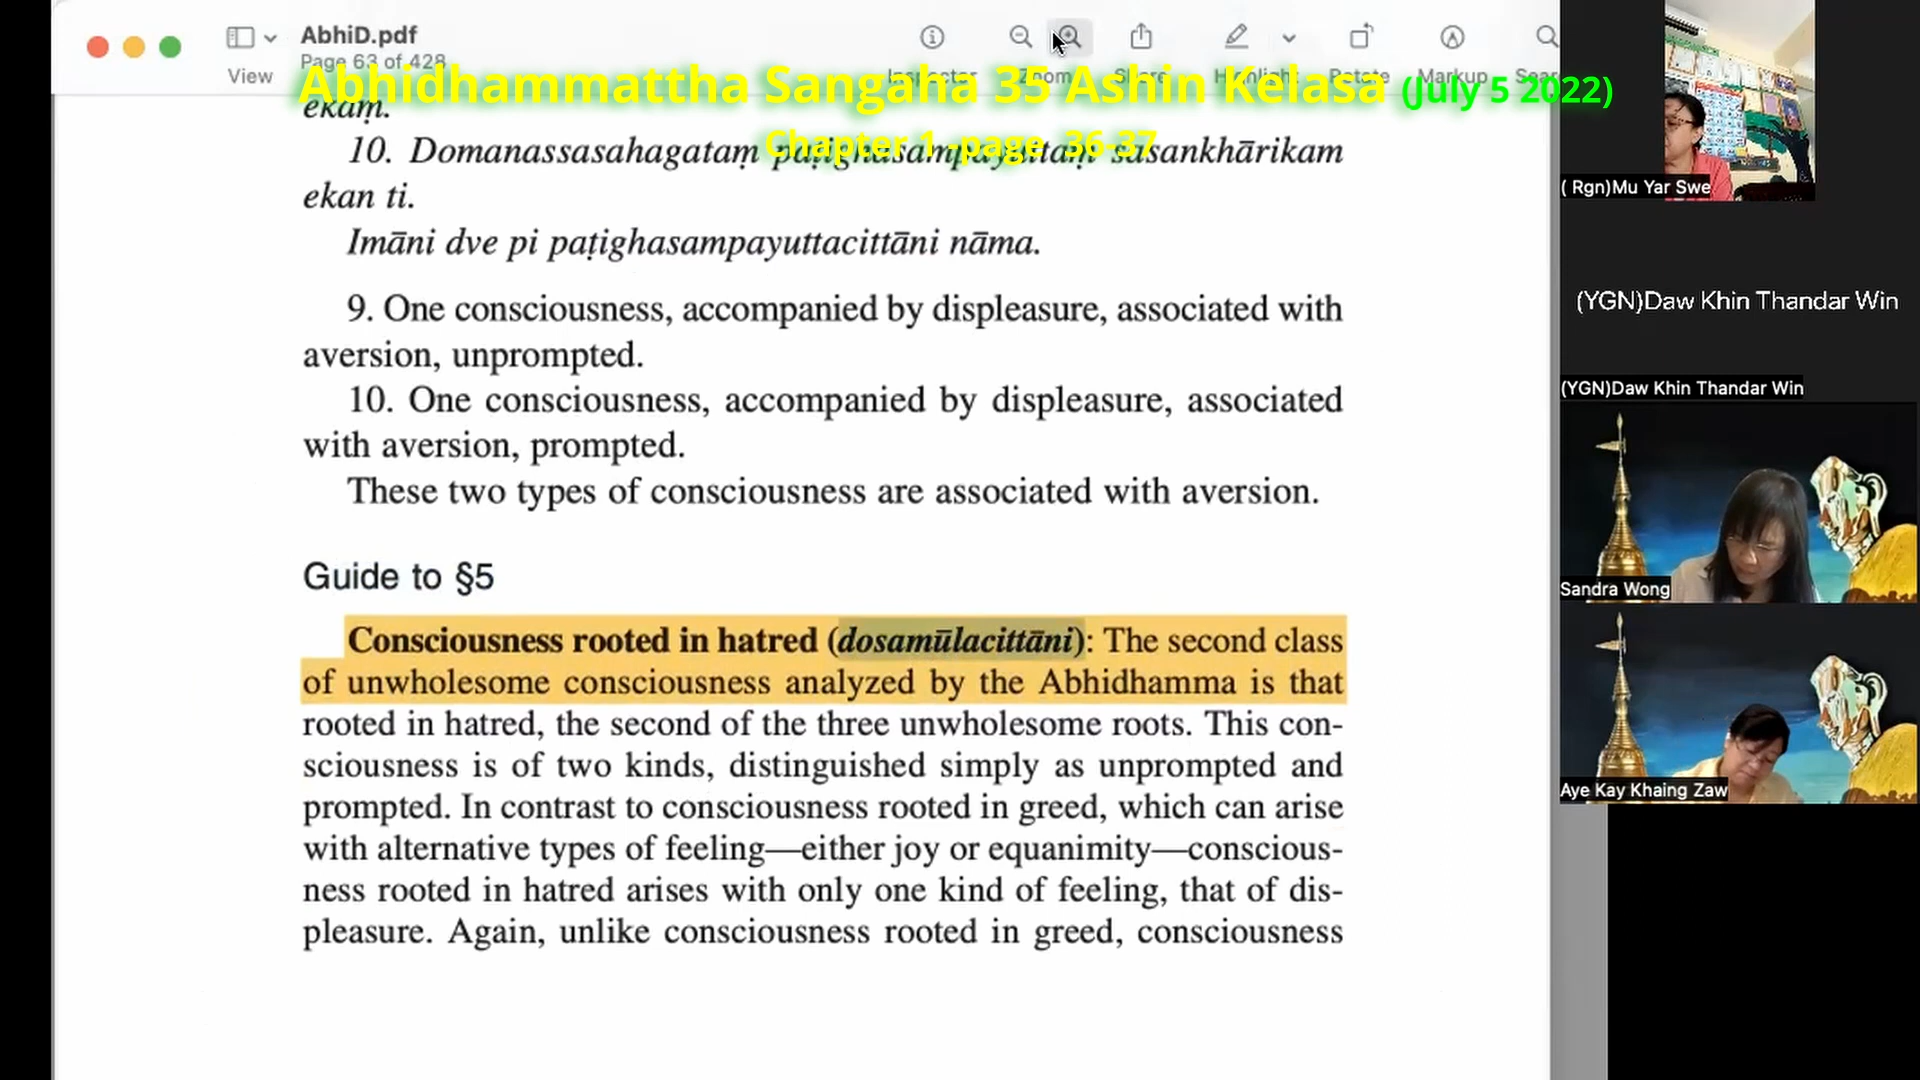 AbhiD.pdf
Page 63 of 428
View
Inspector
Zoom
Share
Highlight
Rotate
Markup
Sear
Abhidhammattha Sangaha 35 Ashin Kelasa (July 5 2022)
Chapter 1 -page 36-37
ekaṃ.
10. Domanassasahagataṃ paṭighasampayuttaṃ sasankhārikam
ekan ti.
Imāni dve pi paṭighasampayuttacittāni nāma.
9. One consciousness, accompanied by displeasure, associated with
aversion, unprompted.
10. One consciousness, accompanied by displeasure, associated
with aversion, prompted.
These two types of consciousness are associated with aversion.
Guide to §5
Consciousness rooted in hatred (dosamūlacittāni): The second class
of unwholesome consciousness analyzed by the Abhidhamma is that
rooted in hatred, the second of the three unwholesome roots. This con-
sciousness is of two kinds, distinguished simply as unprompted and
prompted. In contrast to consciousness rooted in greed, which can arise
with alternative types of feeling—either joy or equanimity—conscious-
ness rooted in hatred arises with only one kind of feeling, that of dis-
pleasure. Again, unlike consciousness rooted in greed, consciousness
( Rgn)Mu Yar Swe
(YGN)Daw Khin Thandar Win
(YGN)Daw Khin Thandar Win
Sandra Wong
Aye Kay Khaing Zaw